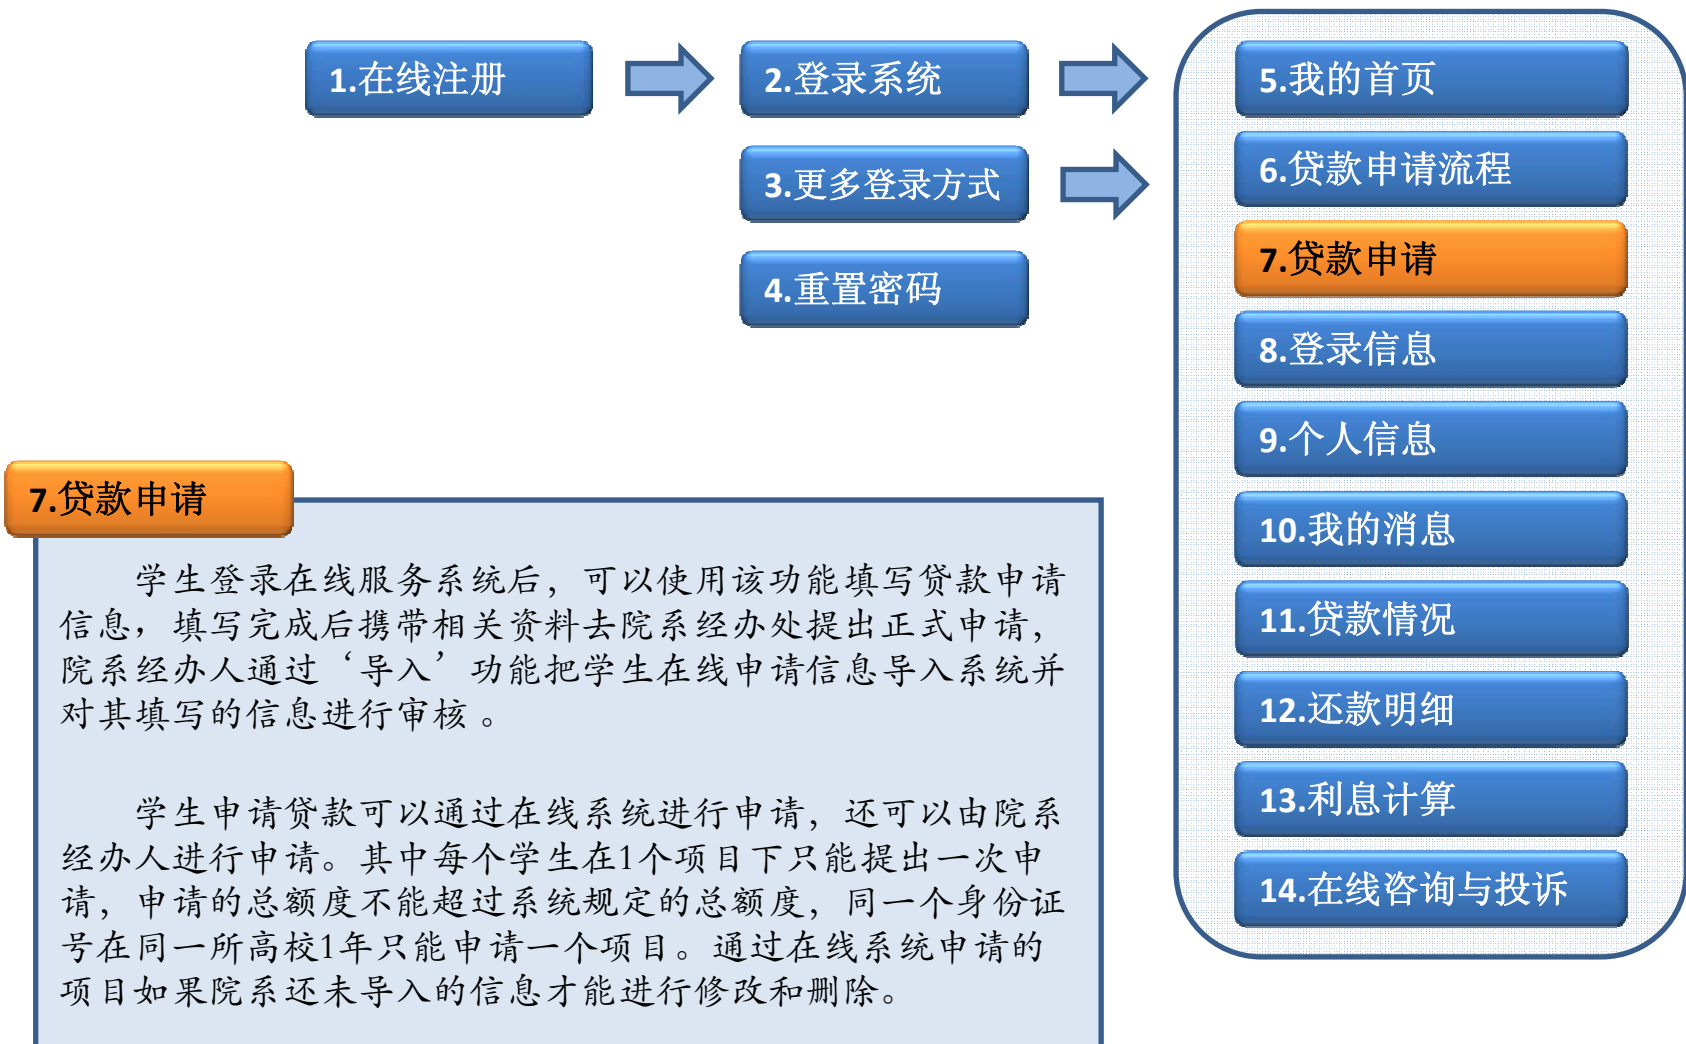 1.在线注册
2.登录系统
3.更多登录方式
4.重置密码
5.我的首页
6.贷款申请流程
7.贷款申请
8.登录信息
9.个人信息
10.我的消息
11.贷款情况
12.还款明细
13.利息计算
14.在线咨询与投诉
7.贷款申请
学生登录在线服务系统后，可以使用该功能填写贷款申请
信息，填写完成后携带相关资料去院系经办处提出正式申请，
院系经办人通过‘导入’功能把学生在线申请信息导入系统并
对其填写的信息进行审核 。
学生申请贷款可以通过在线系统进行申请，还可以由院系
经办人进行申请。其中每个学生在1个项目下只能提出一次申
请，申请的总额度不能超过系统规定的总额度，同一个身份证
号在同一所高校1年只能申请一个项目。通过在线系统申请的
项目如果院系还未导入的信息才能进行修改和删除。